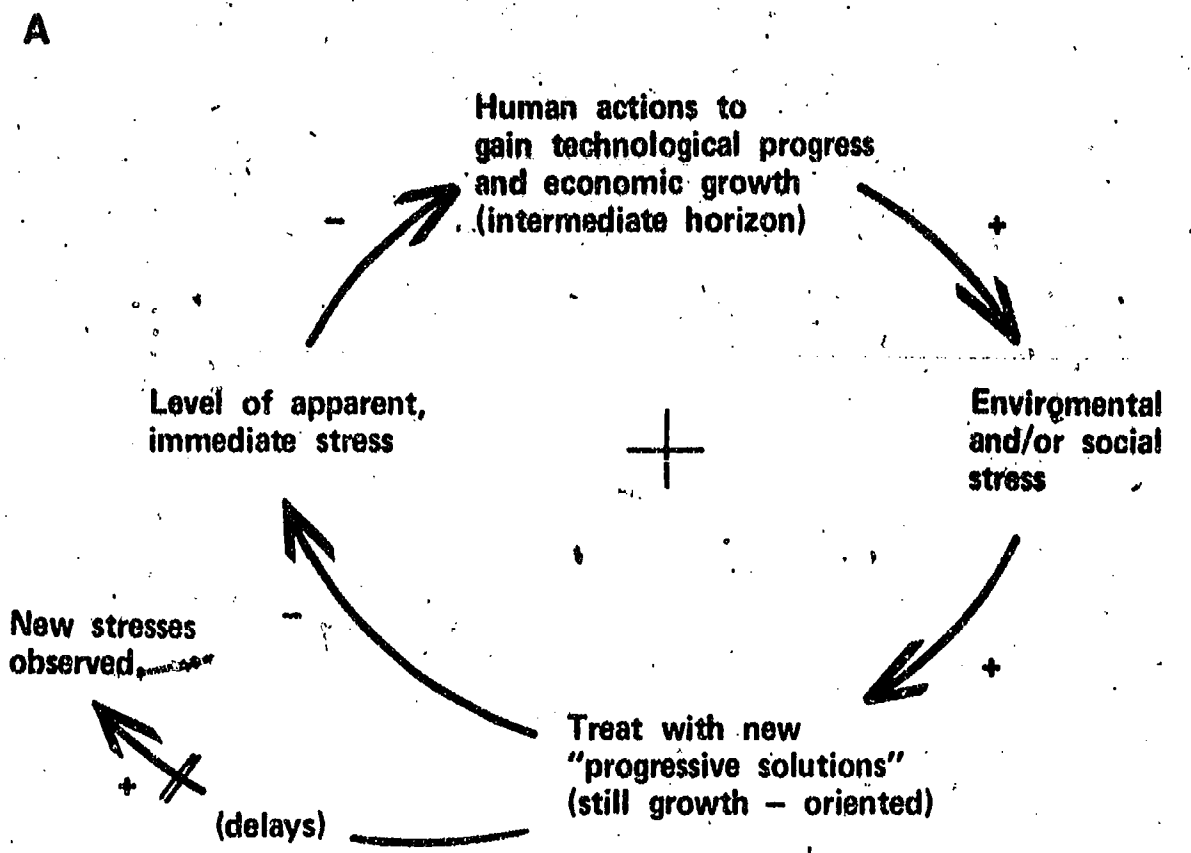 A
Human actions to
gain technological progress
and economic growth
(intermediate horizon)
-
+
Level of apparent,
immediate stress
+
Enviromental
and/or social
stress
New stresses
observed
-
+
Treat with new
"progressive solutions"
(still growth - oriented)
+
(delays)